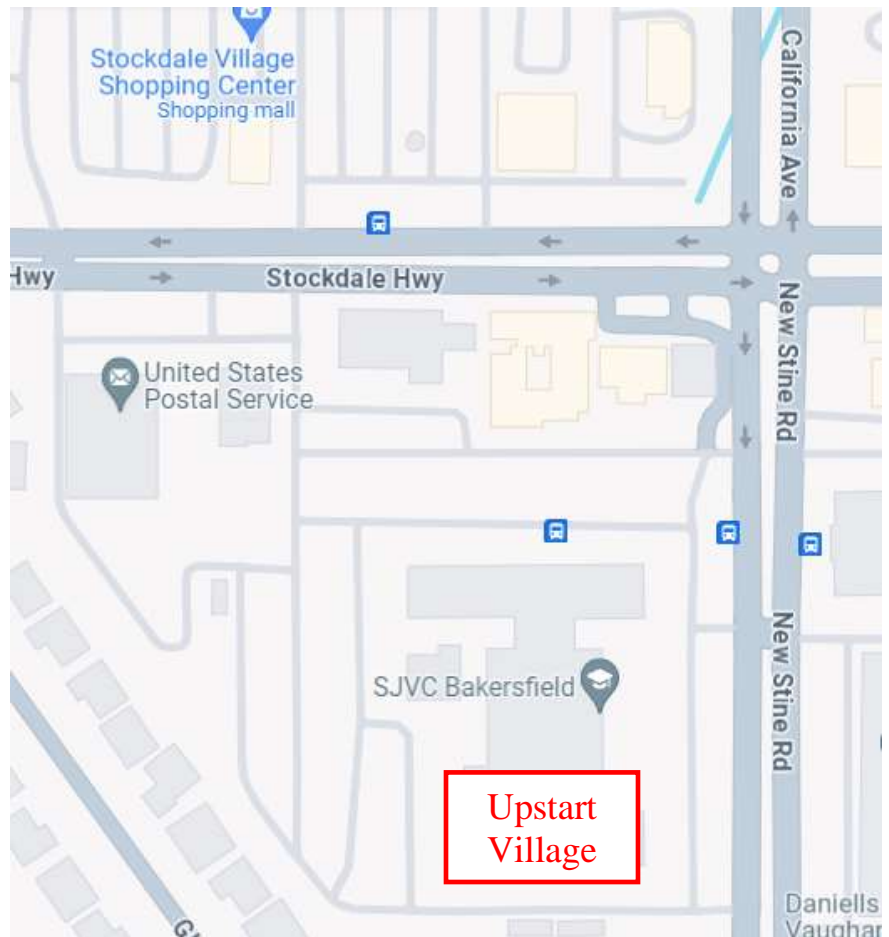 Stockdale Village
Shopping Center
Shopping mall
California Ave
Hwy
Stockdale Hwy
New Stine Rd
United States
Postal Service
New Stine Rd
SJVC Bakersfield
Upstart
Village
Daniells
Vaughan